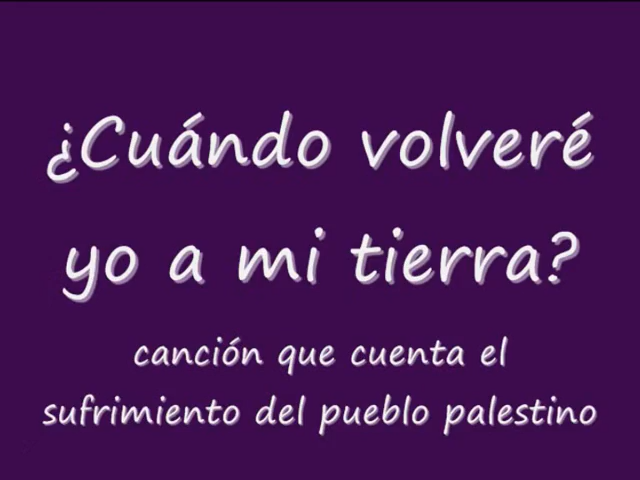 ¿Cuándo volveré
yo a mi tierra?
canción que cuenta el
sufrimiento del pueblo palestino